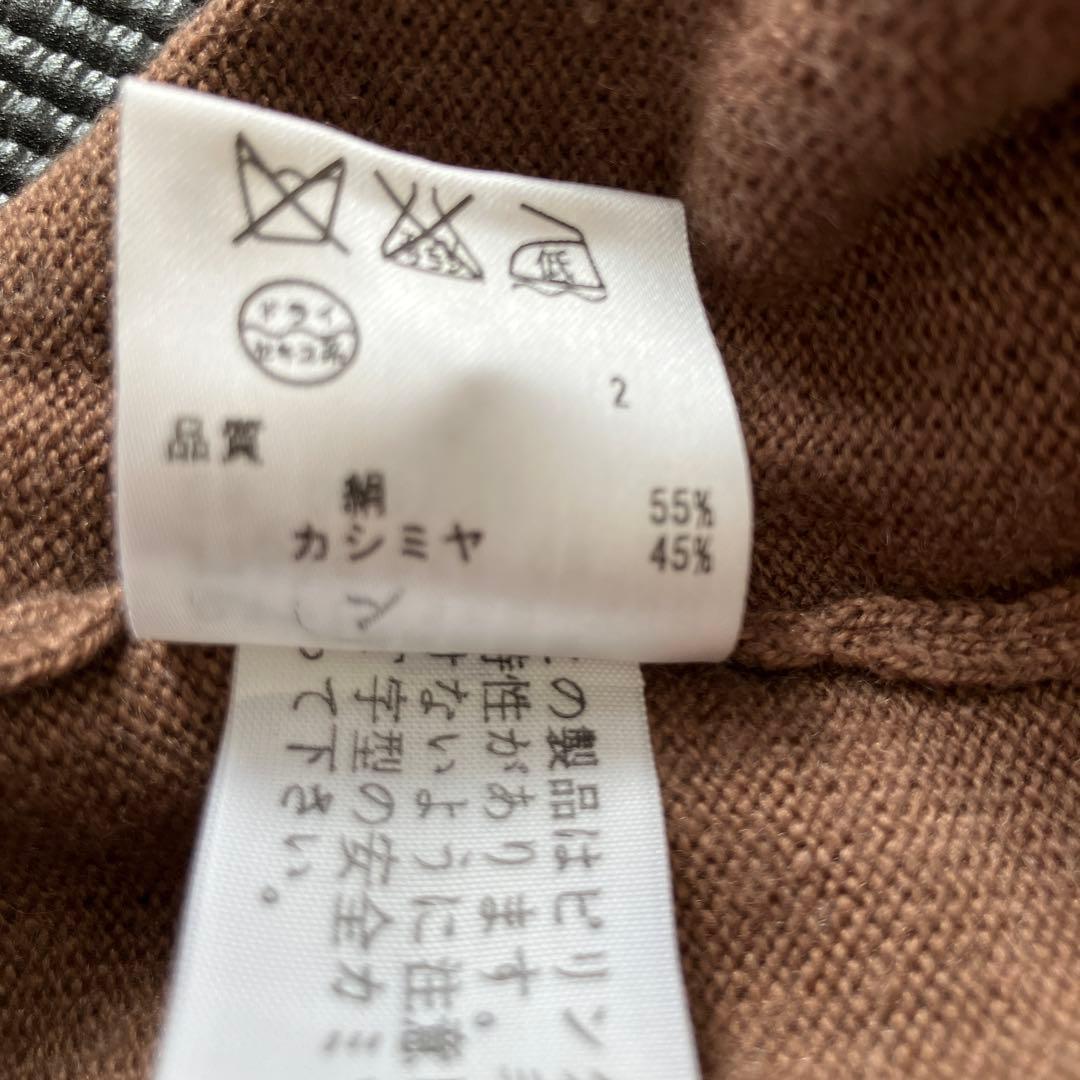 低
ドライ
セキユ系
2
品質
絹 55%
カシミヤ 45%
の製品はピリン
性があります。
ないように注意
字型の安全カミ
て下さい。